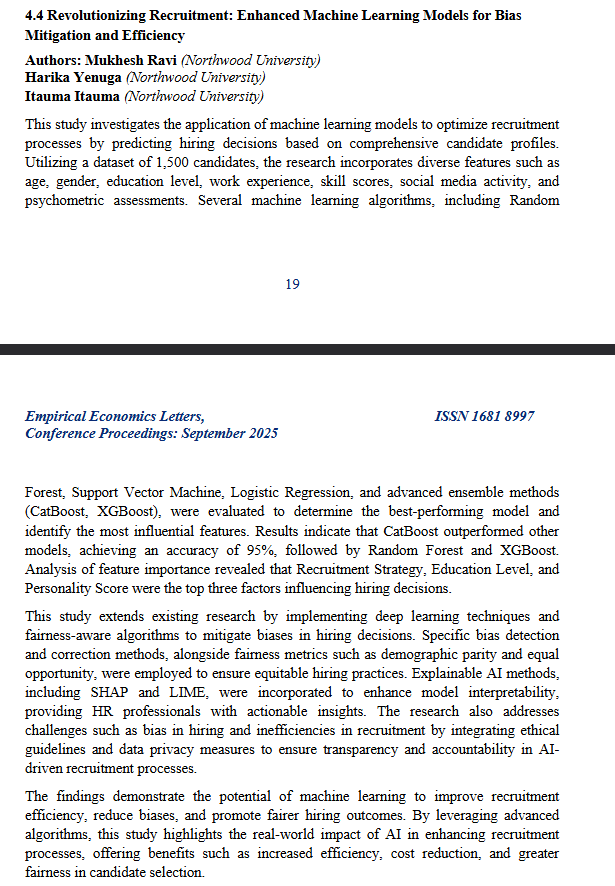 4.4 Revolutionizing Recruitment: Enhanced Machine Learning Models for Bias
Mitigation and Efficiency
Authors: Mukhesh Ravi (Northwood University)
Harika Yenuga (Northwood University)
Itauma Itauma (Northwood University)
This study investigates the application of machine learning models to optimize recruitment
processes by predicting hiring decisions based on comprehensive candidate profiles.
Utilizing a dataset of 1,500 candidates, the research incorporates diverse features such as
age, gender, education level, work experience, skill scores, social media activity, and
psychometric assessments. Several machine learning algorithms, including Random
19
Empirical Economics Letters, ISSN 1681 8997
Conference Proceedings: September 2025
Forest, Support Vector Machine, Logistic Regression, and advanced ensemble methods
(CatBoost, XGBoost), were evaluated to determine the best-performing model and
identify the most influential features. Results indicate that CatBoost outperformed other
models, achieving an accuracy of 95%, followed by Random Forest and XGBoost.
Analysis of feature importance revealed that Recruitment Strategy, Education Level, and
Personality Score were the top three factors influencing hiring decisions.
This study extends existing research by implementing deep learning techniques and
fairness-aware algorithms to mitigate biases in hiring decisions. Specific bias detection
and correction methods, alongside fairness metrics such as demographic parity and equal
opportunity, were employed to ensure equitable hiring practices. Explainable AI methods,
including SHAP and LIME, were incorporated to enhance model interpretability,
providing HR professionals with actionable insights. The research also addresses
challenges such as bias in hiring and inefficiencies in recruitment by integrating ethical
guidelines and data privacy measures to ensure transparency and accountability in AI-
driven recruitment processes.
The findings demonstrate the potential of machine learning to improve recruitment
efficiency, reduce biases, and promote fairer hiring outcomes. By leveraging advanced
algorithms, this study highlights the real-world impact of AI in enhancing recruitment
processes, offering benefits such as increased efficiency, cost reduction, and greater
fairness in candidate selection.